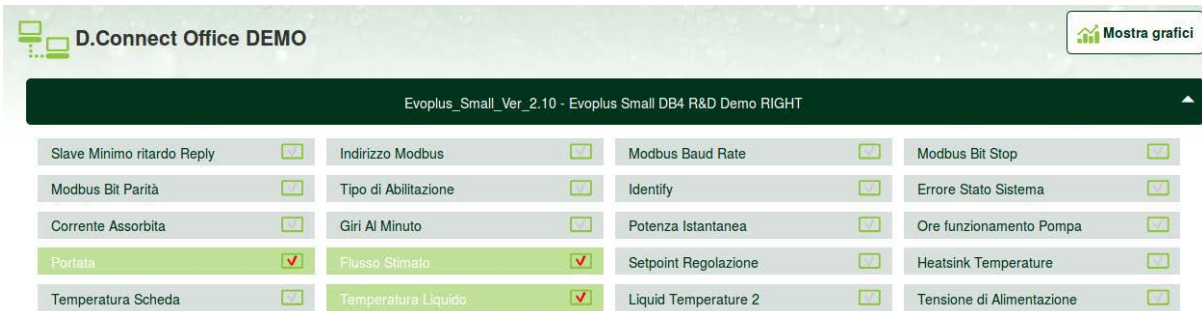 D.Connect Office DEMO
Mostra grafici
Evoplus_Small_Ver_2.10 - Evoplus Small DB4 R&D Demo RIGHT
Slave Minimo ritardo Reply
Indirizzo Modbus
Modbus Baud Rate
Modbus Bit Stop
Modbus Bit Parità
Tipo di Abilitazione
Identify
Errore Stato Sistema
Corrente Assorbita
Giri Al Minuto
Potenza Istantanea
Ore funzionamento Pompa
Portata
Flusso Stimato
Setpoint Regolazione
Heatsink Temperature
Temperatura Scheda
Temperatura Liquido
Liquid Temperature 2
Tensione di Alimentazione